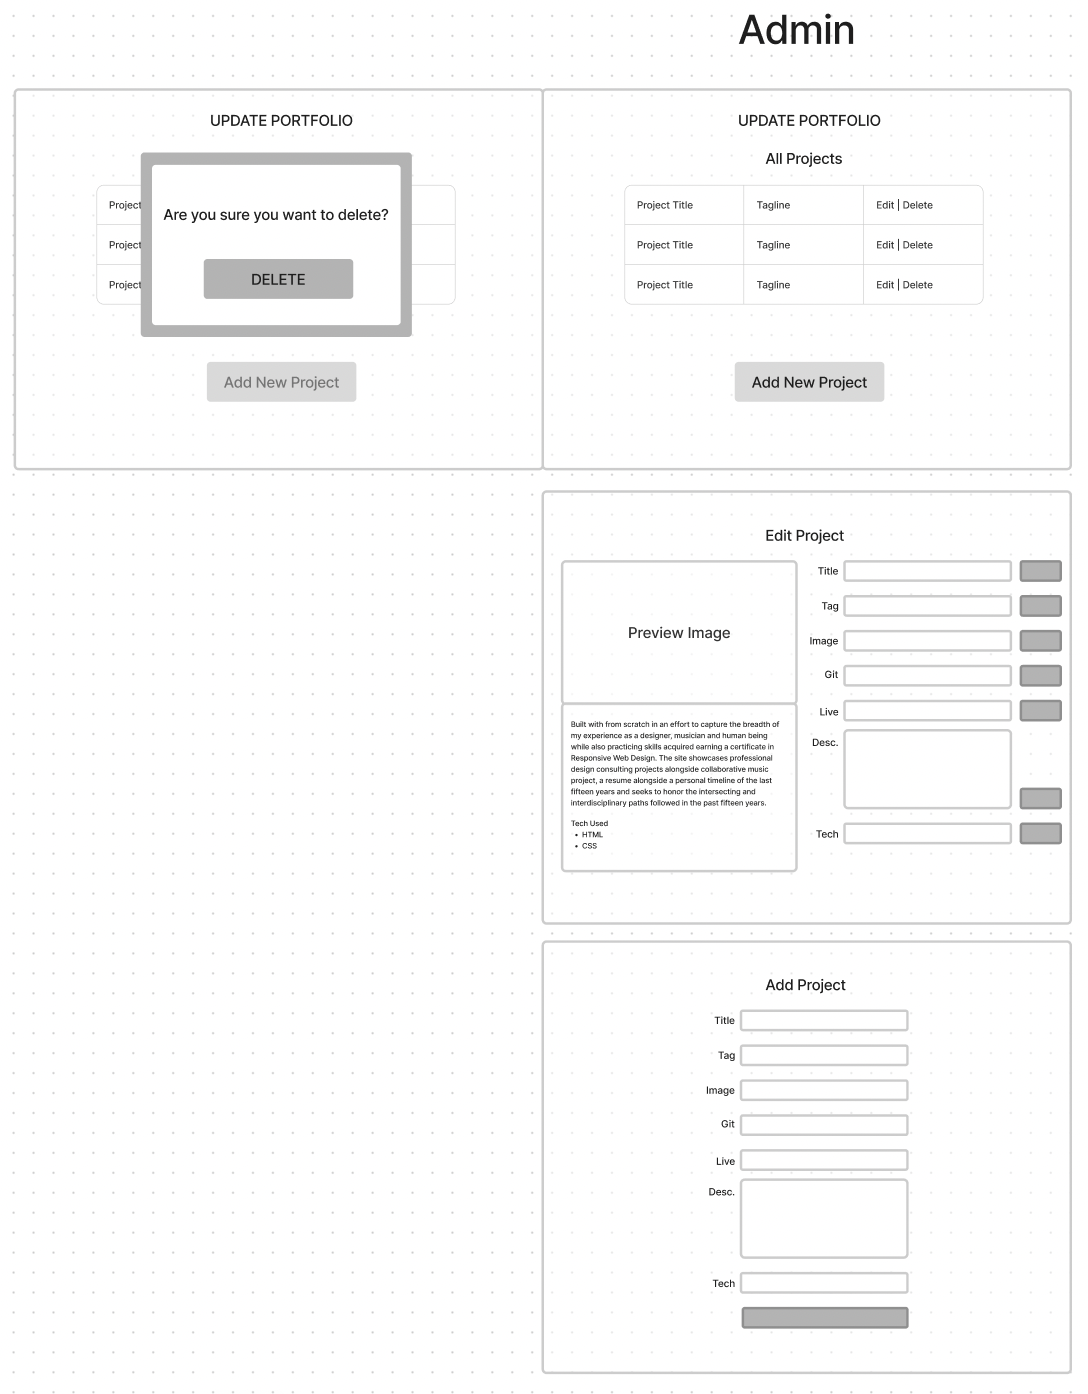 Admin
UPDATE PORTFOLIO
Are you sure you want to delete?
Project
Project
Project
DELETE
Add New Project
UPDATE PORTFOLIO
All Projects
Project Title Tagline Edit | Delete
Project Title Tagline Edit | Delete
Project Title Tagline Edit | Delete
Add New Project
Edit Project
Preview Image
Built with from scratch in an effort to capture the breadth of
my experience as a designer, musician and human being
while also practicing skills acquired earning a certificate in
Responsive Web Design. The site showcases professional
design consulting projects alongside collaborative music
project, a resume alongside a personal timeline of the last
fifteen years and seeks to honor the intersecting and
interdisciplinary paths followed in the past fifteen years.
Tech Used
• HTML
• CSS
Title
Tag
Image
Git
Live
Desc.
Tech
Add Project
Title
Tag
Image
Git
Live
Desc.
Tech